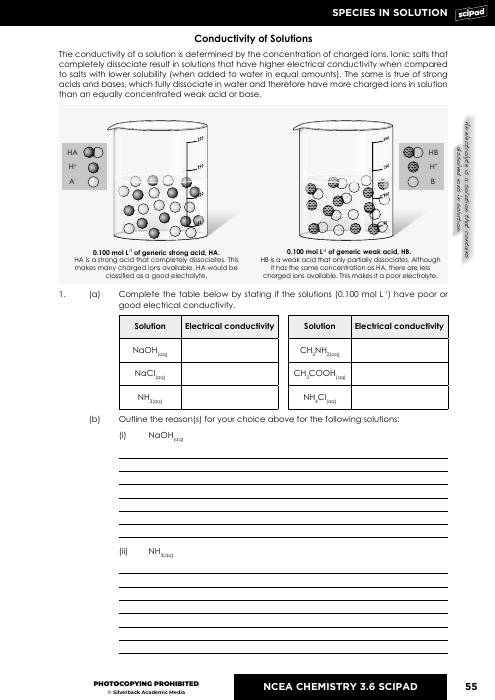 SPECIES IN SOLUTION
scipad
Conductivity of Solutions
The conductivity of a solution is determined by the concentration of charged ions. Ionic salts that
completely dissociate result in solutions that have higher electrical conductivity when compared
to salts with lower solubility (when added to water in equal amounts). The same is true of strong
acids and bases, which fully dissociate in water and therefore have more charged ions in solution
than an equally concentrated weak acid or base.
HA
H⁺
A⁻
HB
H⁺
B⁻
An electrolyte is a solution that contains
dissolved ions in solution.
0.100 mol L⁻¹ of generic strong acid, HA.
HA is a strong acid that completely dissociates. This
makes many charged ions available. HA would be
classified as a good electrolyte.
0.100 mol L⁻¹ of generic weak acid, HB.
HB is a weak acid that only partially dissociates. Although
it has the same concentration as HA, there are less
charged ions available. This makes it a poor electrolyte.
1. (a) Complete the table below by stating if the solutions (0.100 mol L⁻¹) have poor or
good electrical conductivity.
Solution Electrical conductivity Solution Electrical conductivity
NaOH(aq) CH₃NH₂(aq)
NaCl(aq) CH₃COOH(aq)
NH₃(aq) NH₄Cl(aq)
(b) Outline the reason(s) for your choice above for the following solutions:
(i) NaOH(aq)
(ii) NH₃(aq)
PHOTOCOPYING PROHIBITED
© Silverback Academic Media
NCEA CHEMISTRY 3.6 SCIPAD
55